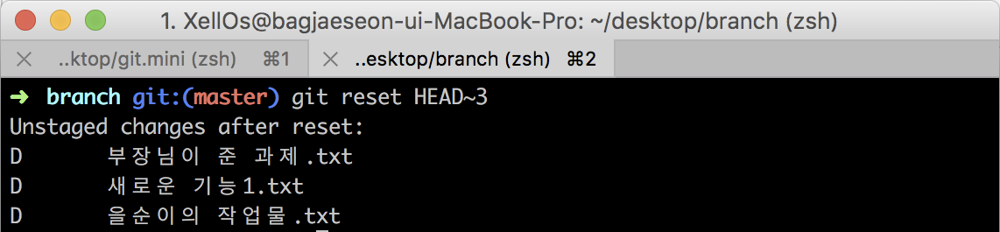 1. XellOs@bagjaeseon-ui-MacBook-Pro: ~/desktop/branch (zsh)
..ktop/git.mini (zsh) ⌘1 ..esktop/branch (zsh) ⌘2
➜ branch git:(master) git reset HEAD~3
Unstaged changes after reset:
D 부장님이 준 과제.txt
D 새로운 기능1.txt
D 을순이의 작업물.txt